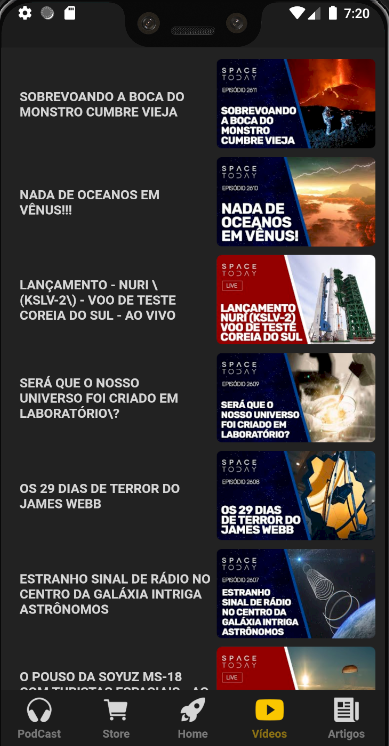 7:20
SOBREVOANDO A BOCA DO
MONSTRO CUMBRE VIEJA
SPACE
TODAY
EPISÓDIO 2611
SOBREVOANDO
A BOCA DO
MONSTRO
CUMBRE VIEJA
NADA DE OCEANOS EM
VÊNUS!!!
SPACE
TODAY
EPISÓDIO 2610
NADA DE
OCEANOS
EM VÊNUS!
LANÇAMENTO - NURI \
(KSLV-2\) - VOO DE TESTE
COREIA DO SUL - AO VIVO
SPACE
TODAY
LIVE
LANÇAMENTO
NURI (KSLV-2)
VOO DE TESTE
COREIA DO SUL
SERÁ QUE O NOSSO
UNIVERSO FOI CRIADO EM
LABORATÓRIO\?
SPACE
TODAY
EPISÓDIO 2609
SERÁ QUE O
NOSSO UNIVERSO
FOI CRIADO EM
LABORATÓRIO?
OS 29 DIAS DE TERROR DO
JAMES WEBB
SPACE
TODAY
EPISÓDIO 2608
OS 29 DIAS
DE TERROR DO
JAMES WEBB
ESTRANHO SINAL DE RÁDIO NO
CENTRO DA GALÁXIA INTRIGA
ASTRÔNOMOS
SPACE
TODAY
EPISÓDIO 2607
ESTRANHO
SINAL DE RÁDIO
NO CENTRO DA
GALÁXIA INTRIGA
ASTRÔNOMOS
O POUSO DA SOYUZ MS-18
COM TURISTAS ESPACIAIS - AO
SPACE
TODAY
LIVE
PodCast
Store
Home
Vídeos
Artigos